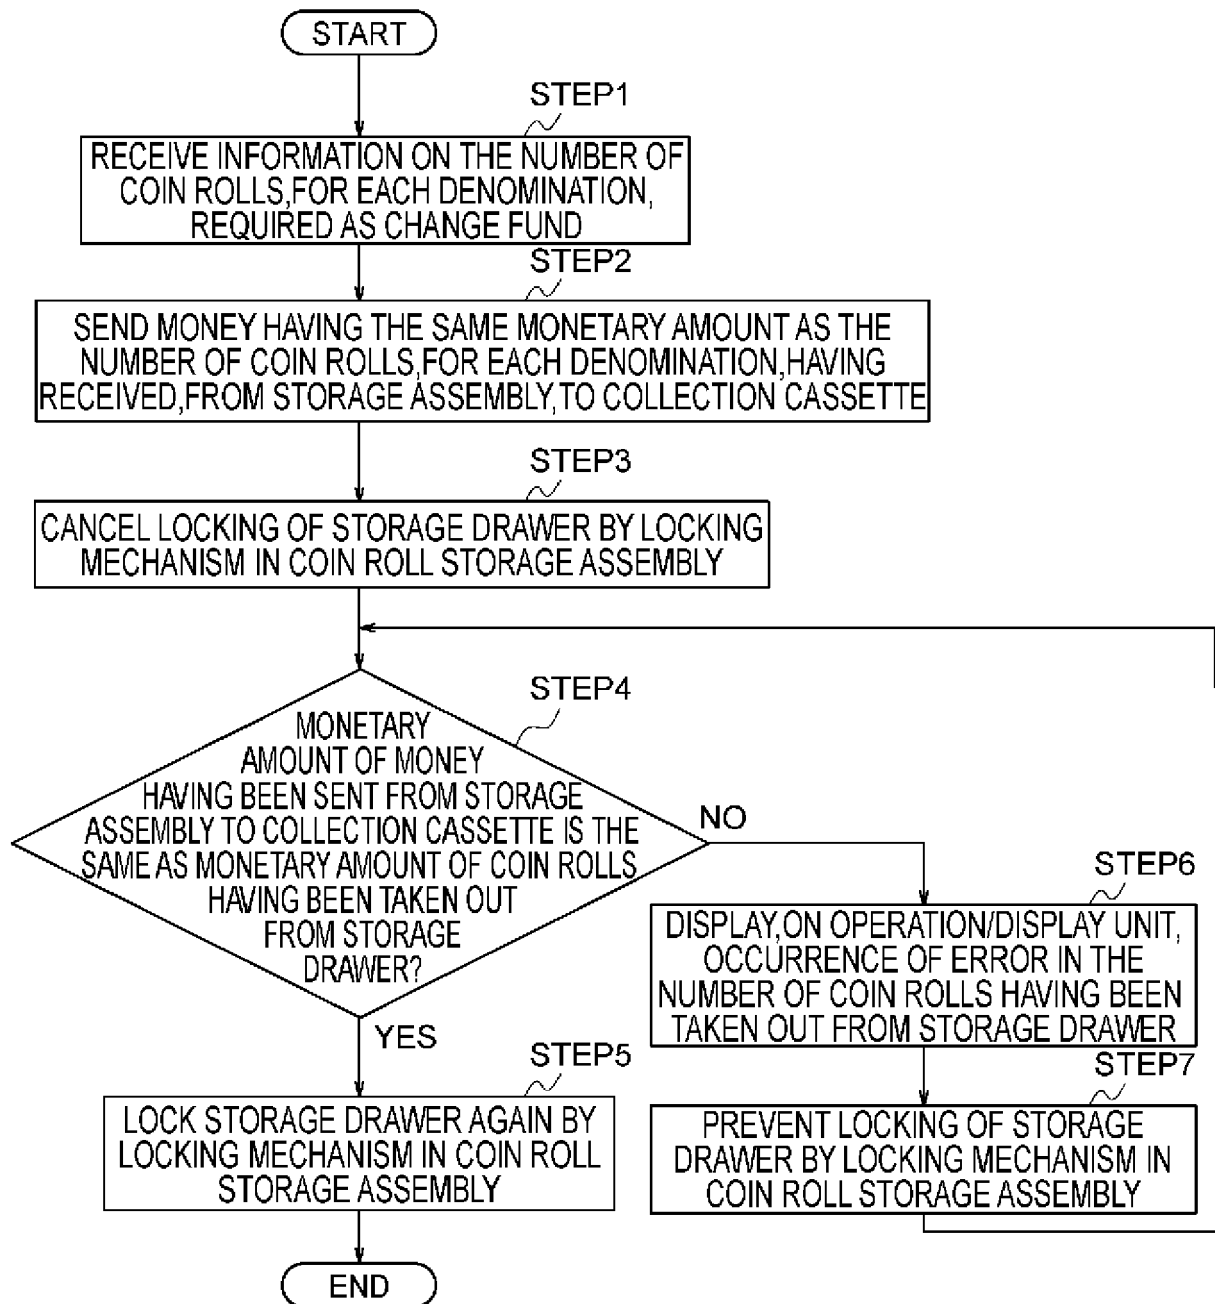 START
STEP1
RECEIVE INFORMATION ON THE NUMBER OF
COIN ROLLS,FOR EACH DENOMINATION,
REQUIRED AS CHANGE FUND
STEP2
SEND MONEY HAVING THE SAME MONETARY AMOUNT AS THE
NUMBER OF COIN ROLLS,FOR EACH DENOMINATION,HAVING
RECEIVED,FROM STORAGE ASSEMBLY,TO COLLECTION CASSETTE
STEP3
CANCEL LOCKING OF STORAGE DRAWER BY LOCKING
MECHANISM IN COIN ROLL STORAGE ASSEMBLY
STEP4
MONETARY
AMOUNT OF MONEY
HAVING BEEN SENT FROM STORAGE
ASSEMBLY TO COLLECTION CASSETTE IS THE
SAME AS MONETARY AMOUNT OF COIN ROLLS
HAVING BEEN TAKEN OUT
FROM STORAGE
DRAWER?
NO
YES
STEP5
LOCK STORAGE DRAWER AGAIN BY
LOCKING MECHANISM IN COIN ROLL
STORAGE ASSEMBLY
STEP6
DISPLAY,ON OPERATION/DISPLAY UNIT,
OCCURRENCE OF ERROR IN THE
NUMBER OF COIN ROLLS HAVING BEEN
TAKEN OUT FROM STORAGE DRAWER
STEP7
PREVENT LOCKING OF STORAGE
DRAWER BY LOCKING MECHANISM IN
COIN ROLL STORAGE ASSEMBLY
END